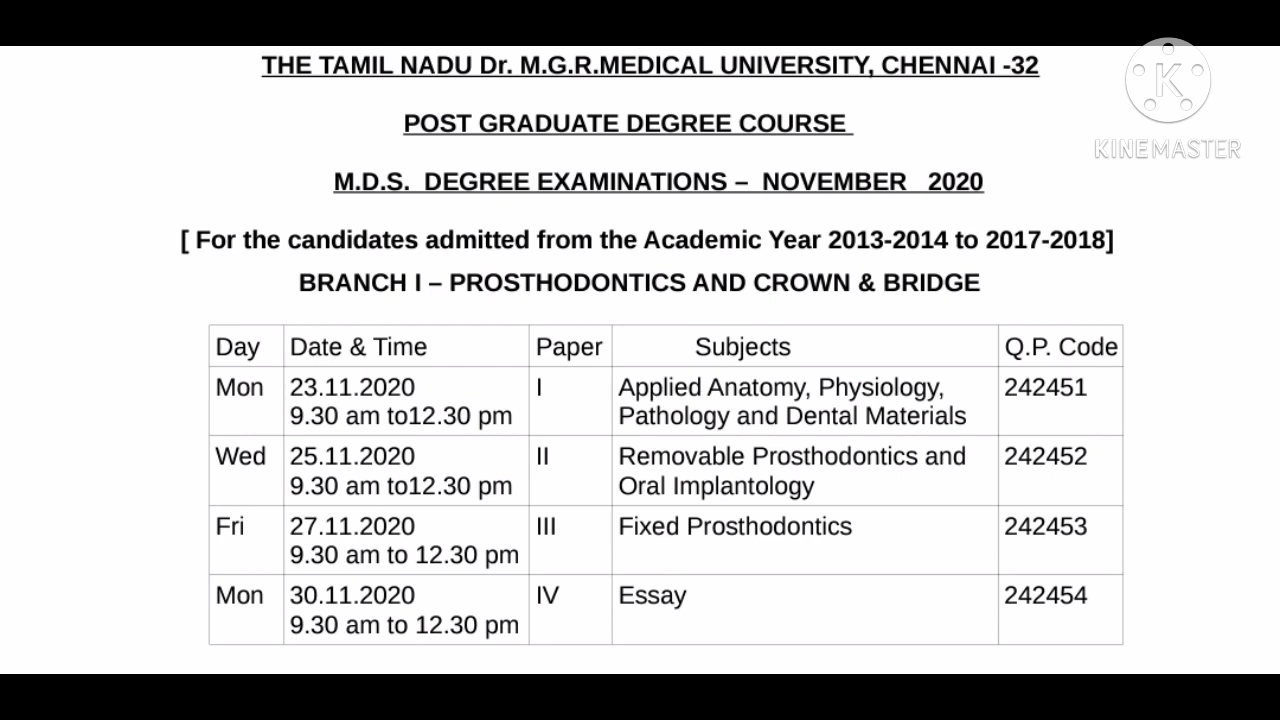 THE TAMIL NADU Dr. M.G.R.MEDICAL UNIVERSITY, CHENNAI -32
K
KINEMASTER
POST GRADUATE DEGREE COURSE
M.D.S. DEGREE EXAMINATIONS – NOVEMBER 2020
[ For the candidates admitted from the Academic Year 2013-2014 to 2017-2018]
BRANCH I – PROSTHODONTICS AND CROWN & BRIDGE
Day Date & Time Paper Subjects Q.P. Code
Mon 23.11.2020 I Applied Anatomy, Physiology, 242451
9.30 am to12.30 pm Pathology and Dental Materials
Wed 25.11.2020 II Removable Prosthodontics and 242452
9.30 am to12.30 pm Oral Implantology
Fri 27.11.2020 III Fixed Prosthodontics 242453
9.30 am to 12.30 pm
Mon 30.11.2020 IV Essay 242454
9.30 am to 12.30 pm